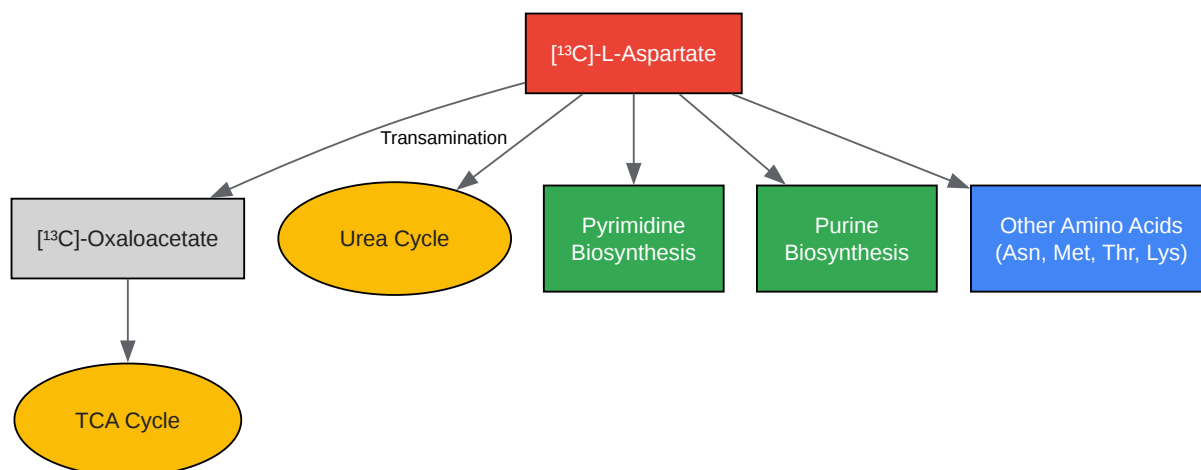 [¹³C]-L-Aspartate
Transamination
[¹³C]-Oxaloacetate
Urea Cycle
Pyrimidine
Biosynthesis
Purine
Biosynthesis
Other Amino Acids
(Asn, Met, Thr, Lys)
TCA Cycle